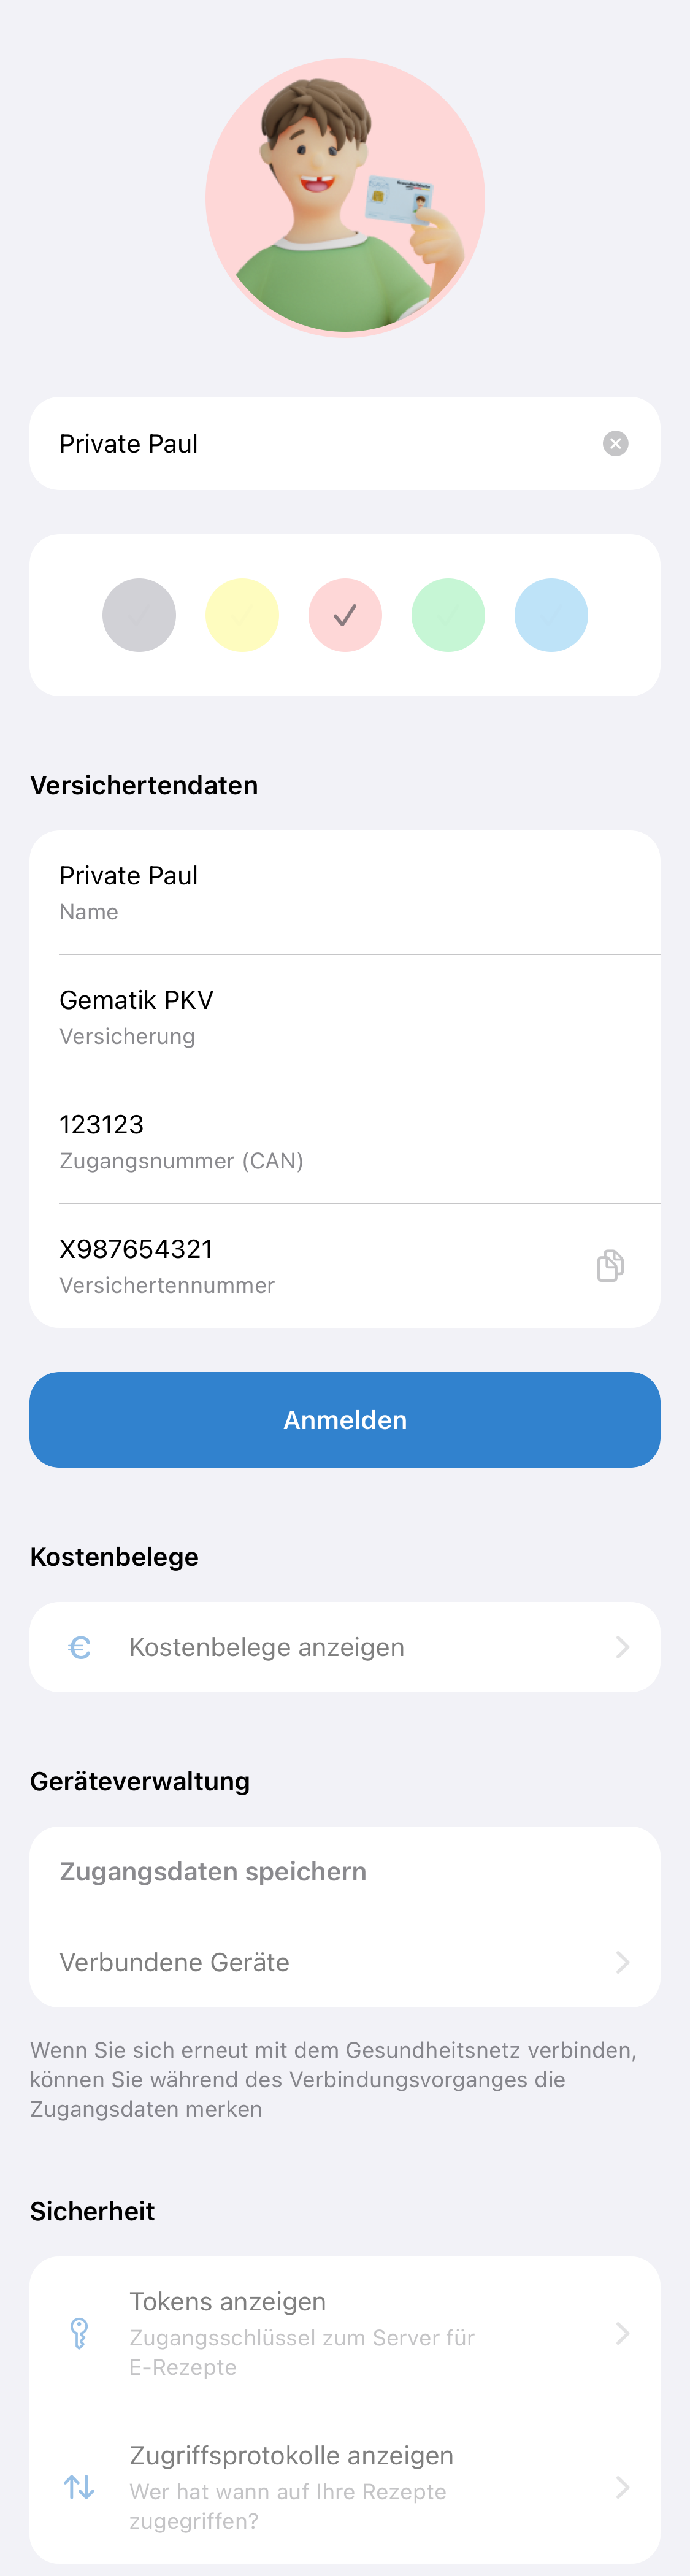 Private Paul
Versichertendaten
Private Paul
Name
Gematik PKV
Versicherung
123123
Zugangsnummer (CAN)
X987654321
Versichertennummer
Anmelden
Kostenbelege
€ Kostenbelege anzeigen
Geräteverwaltung
Zugangsdaten speichern
Verbundene Geräte
Wenn Sie sich erneut mit dem Gesundheitsnetz verbinden,
können Sie während des Verbindungsvorganges die
Zugangsdaten merken
Sicherheit
Tokens anzeigen
Zugangsschlüssel zum Server für
E-Rezepte
Zugriffsprotokolle anzeigen
Wer hat wann auf Ihre Rezepte
zugegriffen?